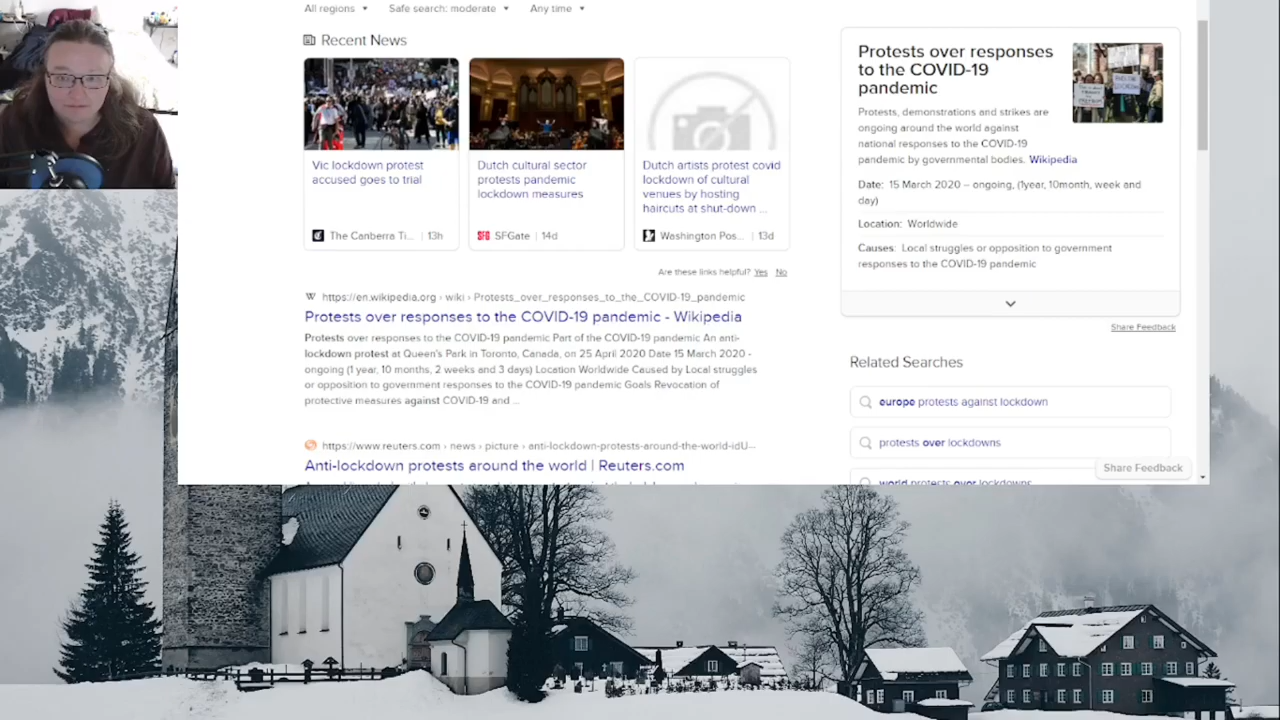 All regions
Safe search: moderate
Any time
Recent News
Vic lockdown protest
accused goes to trial
The Canberra Ti... | 13h
Dutch cultural sector
protests pandemic
lockdown measures
SFGate | 14d
Dutch artists protest covid
lockdown of cultural
venues by hosting
haircuts at shut-down ...
Washington Pos... | 13d
Are these links helpful? Yes No
W https://en.wikipedia.org › wiki › Protests_over_responses_to_the_COVID-19_pandemic
Protests over responses to the COVID-19 pandemic - Wikipedia
Protests over responses to the COVID-19 pandemic Part of the COVID-19 pandemic An anti-
lockdown protest at Queen's Park in Toronto, Canada, on 25 April 2020 Date 15 March 2020 -
ongoing (1 year, 10 months, 2 weeks and 3 days) Location Worldwide Caused by Local struggles
or opposition to government responses to the COVID-19 pandemic Goals Revocation of
protective measures against COVID-19 and ...
https://www.reuters.com › news › picture › anti-lockdown-protests-around-the-world-idU...
Anti-lockdown protests around the world | Reuters.com
Protests over responses
to the COVID-19
pandemic
Protests, demonstrations and strikes are
ongoing around the world against
national responses to the COVID-19
pandemic by governmental bodies. Wikipedia
Date: 15 March 2020 – ongoing, (1year, 10month, week and
day)
Location: Worldwide
Causes: Local struggles or opposition to government
responses to the COVID-19 pandemic
Share Feedback
Related Searches
europe protests against lockdown
protests over lockdowns
world protests over lockdowns
Share Feedback